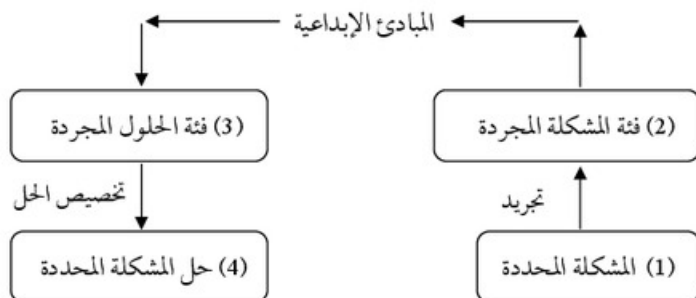 المبادئ الإبداعية
(2) فئة المشكلة المجردة
(3) فئة الحلول المجردة
تجريد
تخصيص الحل
(1) المشكلة المحددة
(4) حل المشكلة المحددة